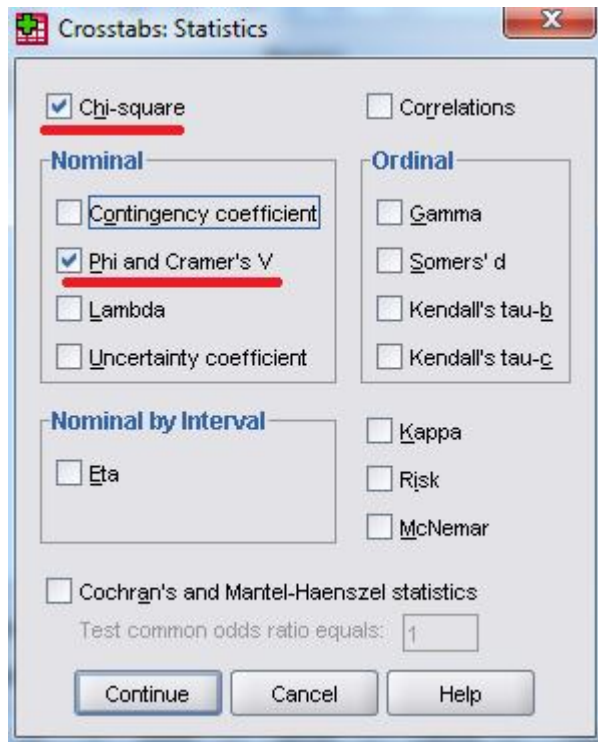 Crosstabs: Statistics
Chi-square
Correlations
Nominal
Contingency coefficient
Phi and Cramer's V
Lambda
Uncertainty coefficient
Ordinal
Gamma
Somers' d
Kendall's tau-b
Kendall's tau-c
Nominal by Interval
Eta
Kappa
Risk
McNemar
Cochran's and Mantel-Haenszel statistics
Test common odds ratio equals: 1
Continue Cancel Help